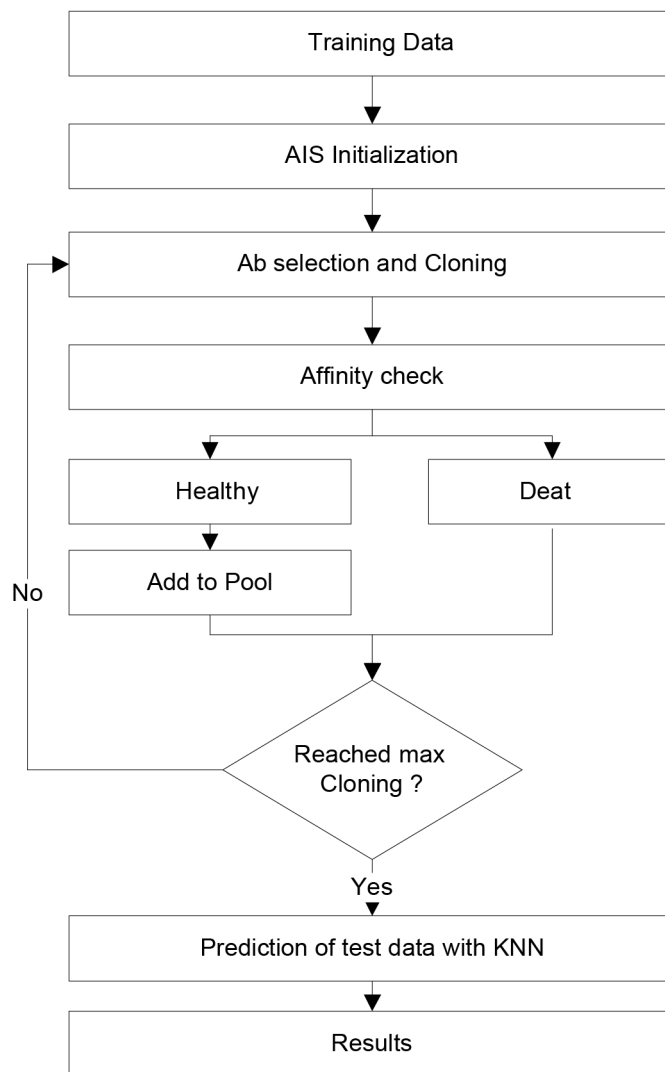 Training Data
AIS Initialization
Ab selection and Cloning
Affinity check
Healthy
Deat
Add to Pool
No
Reached max
Cloning ?
Yes
Prediction of test data with KNN
Results